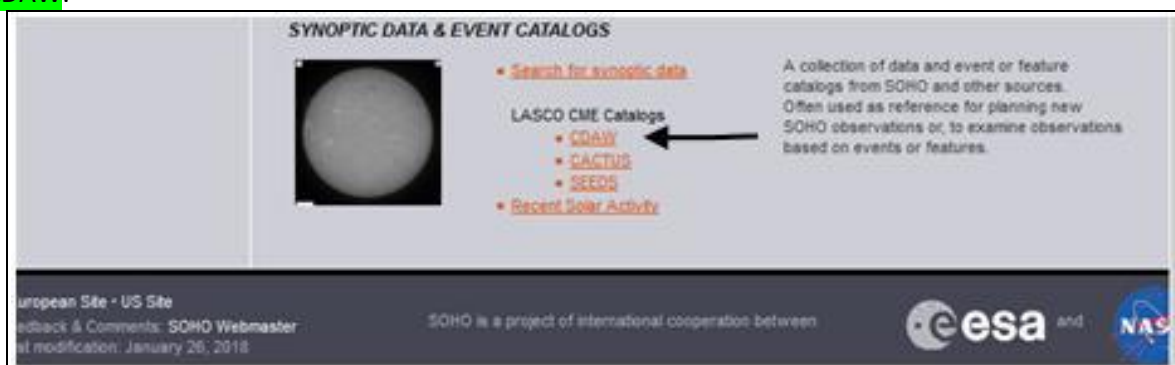 DAW.
SYNOPTIC DATA & EVENT CATALOGS
• Search for synoptic data
LASCO CME Catalogs
• CDAW
• CACTUS
• SEEDS
• Recent Solar Activity
A collection of data and event or feature
catalogs from SOHO and other sources.
Often used as reference for planning new
SOHO observations or, to examine observations
based on events or features.
uropean Site • US Site
edback & Comments: SOHO Webmaster
st modification: January 26, 2018
SOHO is a project of international cooperation between
esa and NAS